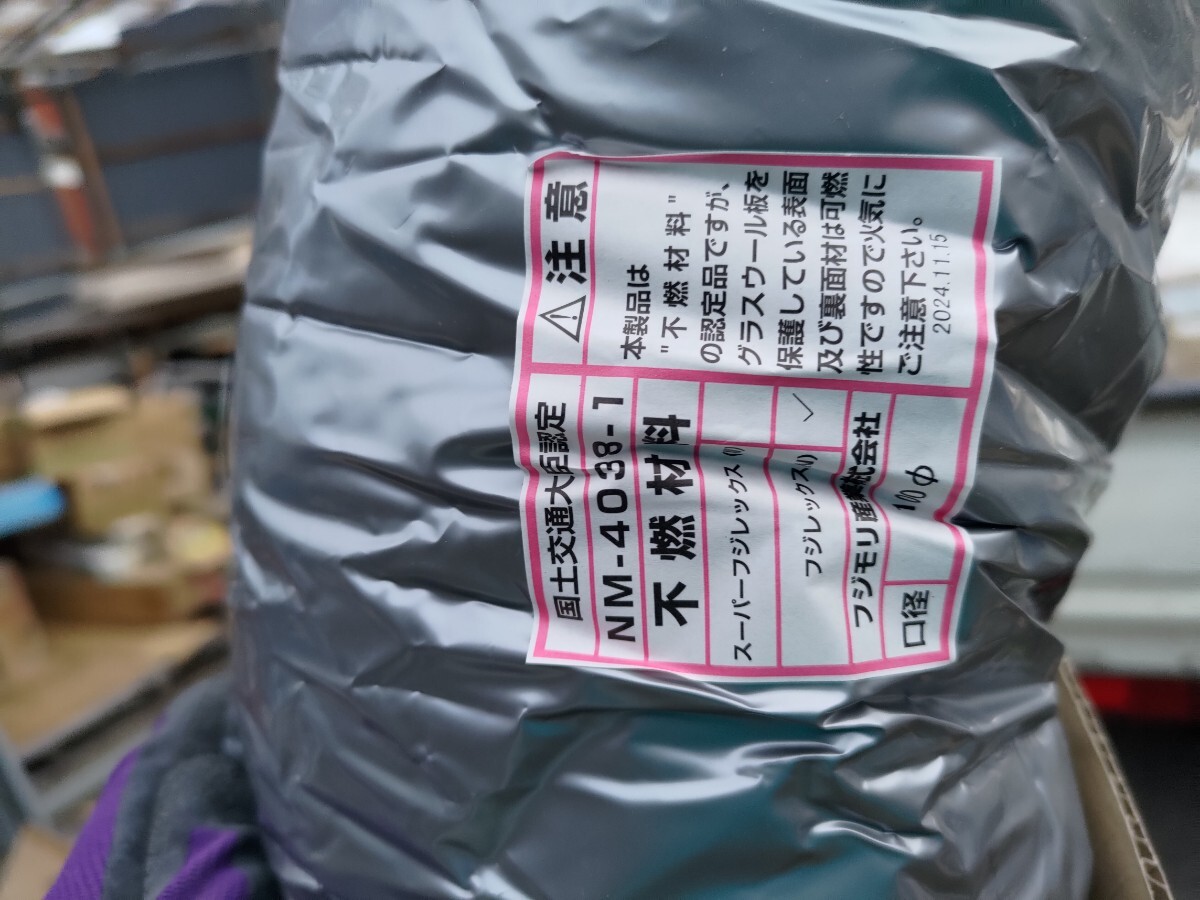 国土交通大臣認定
NM-4038-1
不燃材料
スーパーフジレックス
フジレックス
✓
フジモリ産業株式会社
口径 100φ
⚠注意
本製品は
"不燃材料"
の認定品ですが、
グラスウール板を
保護している表面
及び裏面材は可燃
性ですので火気に
ご注意下さい。
2024.11.15